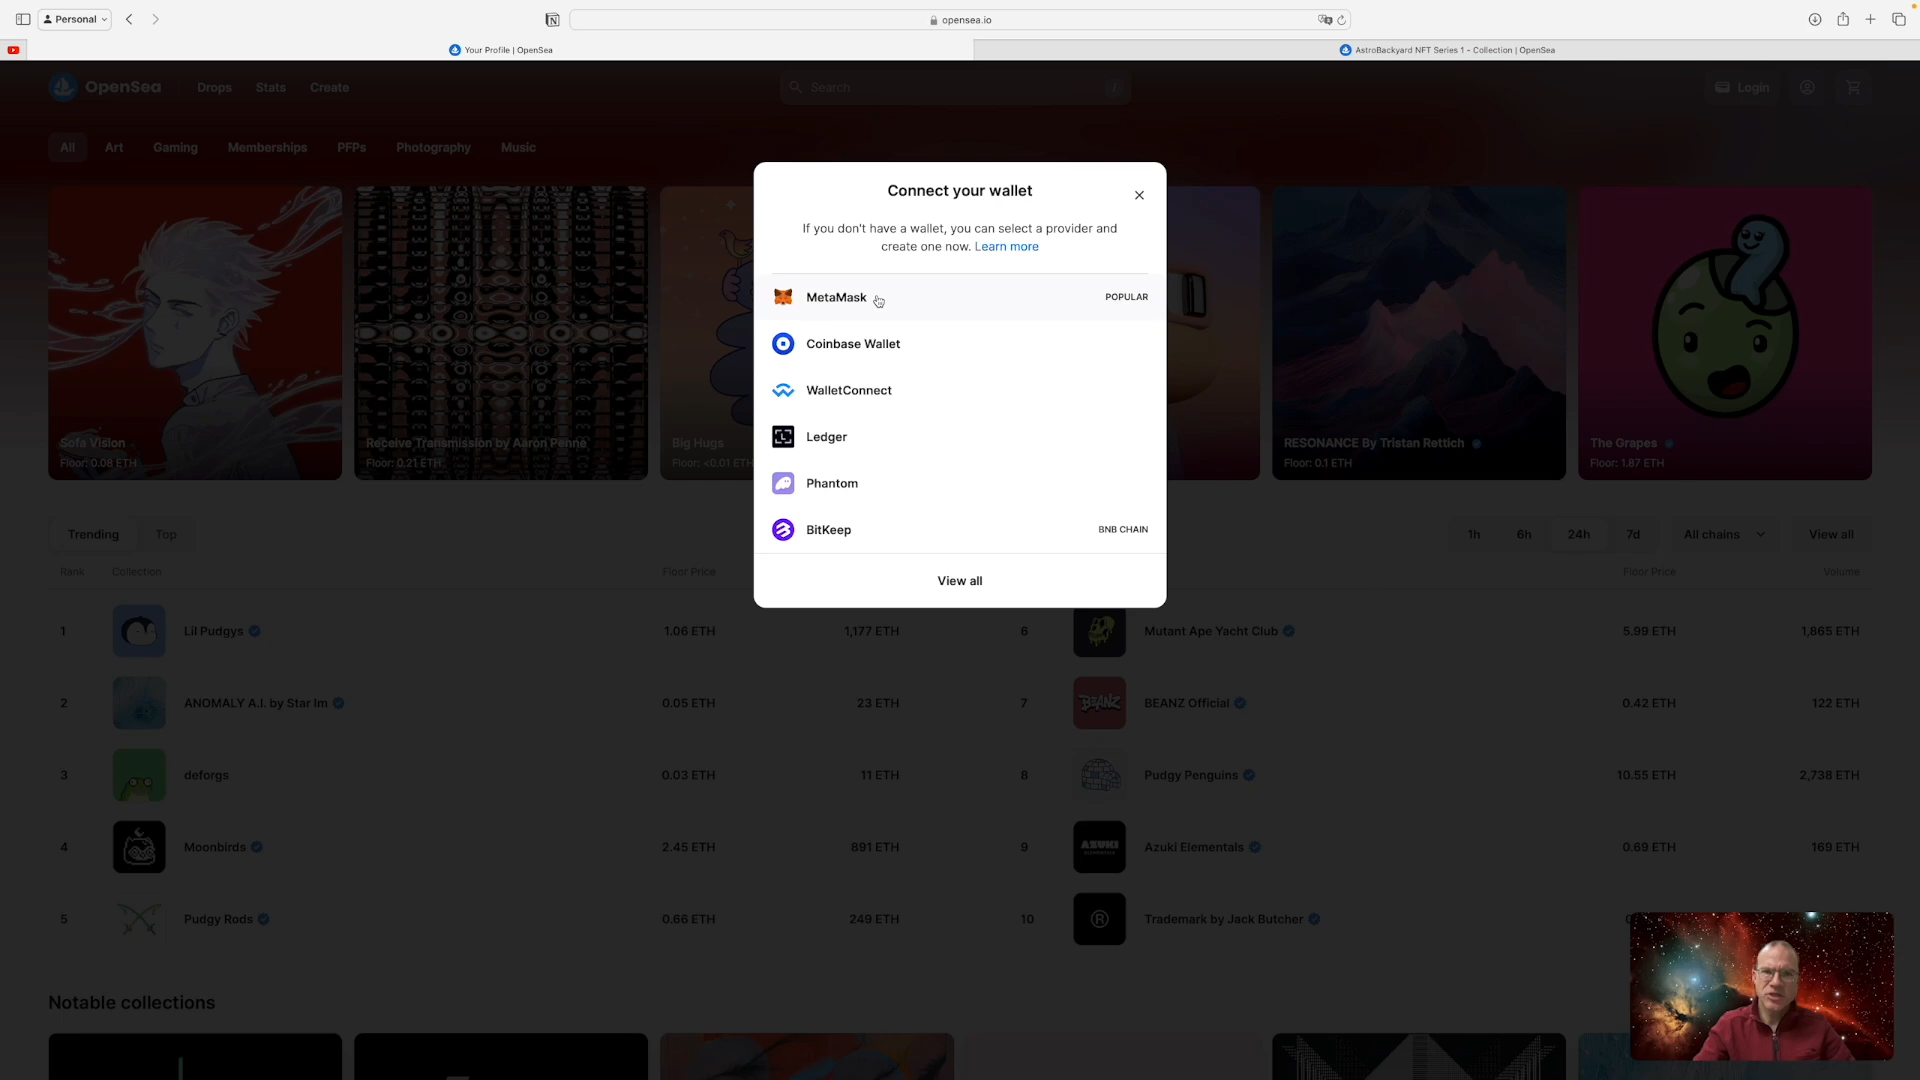 Personal
opensea.io
Your Profile | OpenSea
AstroBackyard NFT Series 1 - Collection | OpenSea
OpenSea
Drops
Stats
Create
Search
/
Login
All
Art
Gaming
Memberships
PFPs
Photography
Music
Connect your wallet
If you don't have a wallet, you can select a provider and
create one now. Learn more
MetaMask
POPULAR
Coinbase Wallet
WalletConnect
Ledger
Phantom
BitKeep
BNB CHAIN
View all
Sofa Vision
Floor: 0.08 ETH
Receive Transmission by Aaron Penne
Floor: 0.21 ETH
Big Hugs
Floor: <0.01 ETH
RESONANCE By Tristan Rettich
Floor: 0.1 ETH
The Grapes
Floor: 1.87 ETH
Trending
Top
1h
6h
24h
7d
All chains
View all
Rank
Collection
Floor Price
Floor Price
Volume
1
Lil Pudgys
1.06 ETH
1,177 ETH
6
Mutant Ape Yacht Club
5.99 ETH
1,865 ETH
2
ANOMALY A.I. by Star Im
0.05 ETH
23 ETH
7
BEANZ
BEANZ Official
0.42 ETH
122 ETH
3
deforgs
0.03 ETH
11 ETH
8
Pudgy Penguins
10.55 ETH
2,738 ETH
4
Moonbirds
2.45 ETH
891 ETH
9
AZUKI
Azuki Elementals
0.69 ETH
169 ETH
5
Pudgy Rods
0.66 ETH
249 ETH
10
®
Trademark by Jack Butcher
Notable collections